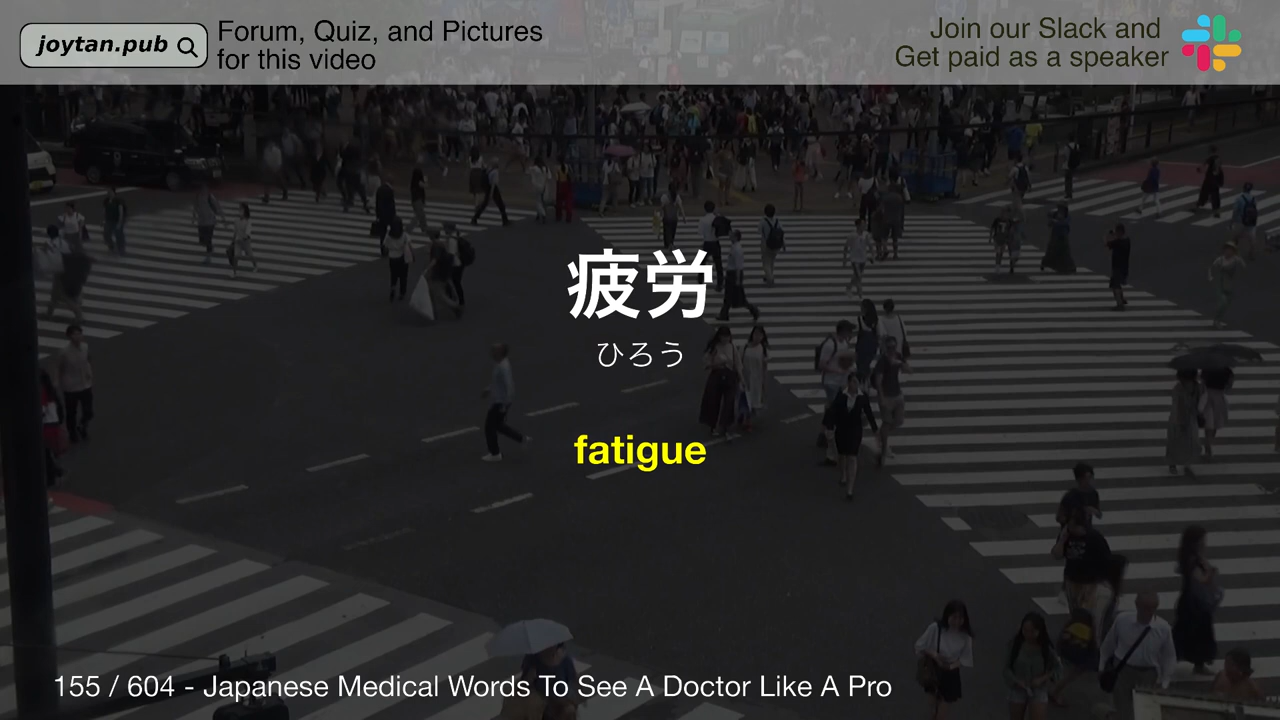 joytan.pub
Forum, Quiz, and Pictures
for this video
Join our Slack and
Get paid as a speaker
疲労
ひろう
fatigue
155 / 604 - Japanese Medical Words To See A Doctor Like A Pro